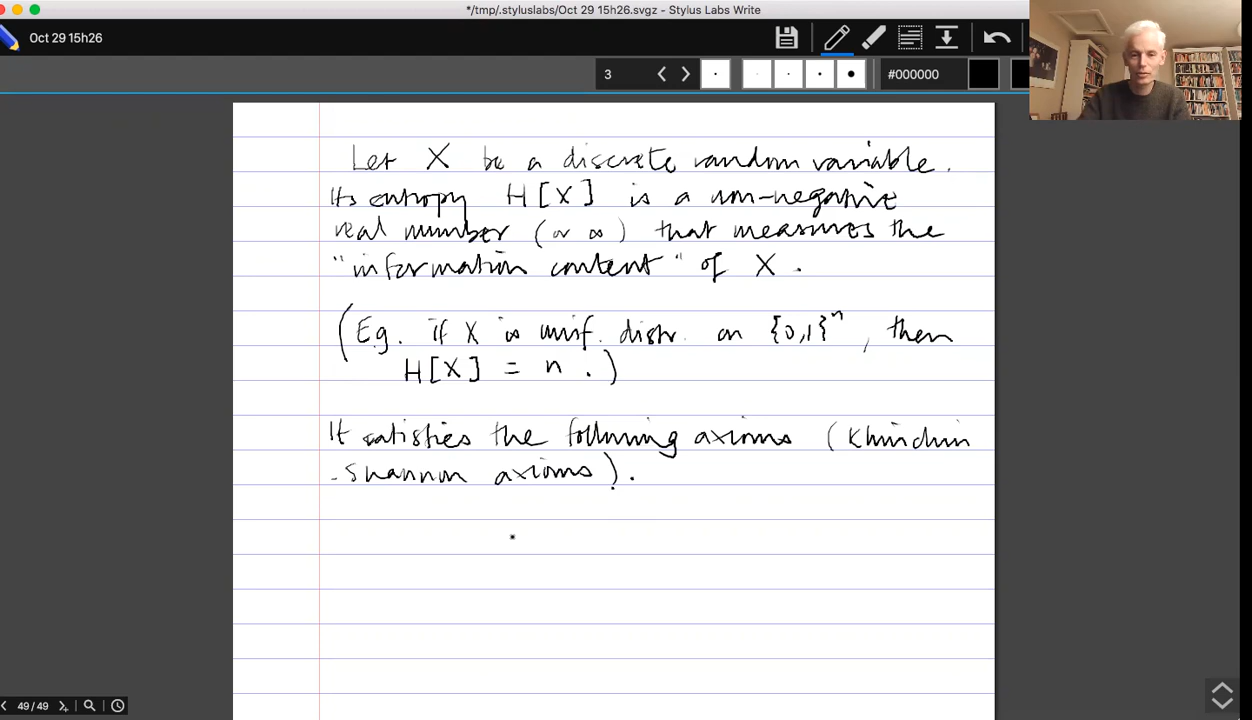 */tmp/.styluslabs/Oct 29 15h26.svgz - Stylus Labs Write
Oct 29 15h26
3
#000000
Let X be a discrete random variable.
Its entropy H[X] is a non-negative
real number (or ∞) that measures the
"information content" of X.
(Eg. if X is unif. distr. on {0,1}ⁿ, then
H[X] = n.)
It satisfies the following axioms (Khinchin
-Shannon axioms).
49/49